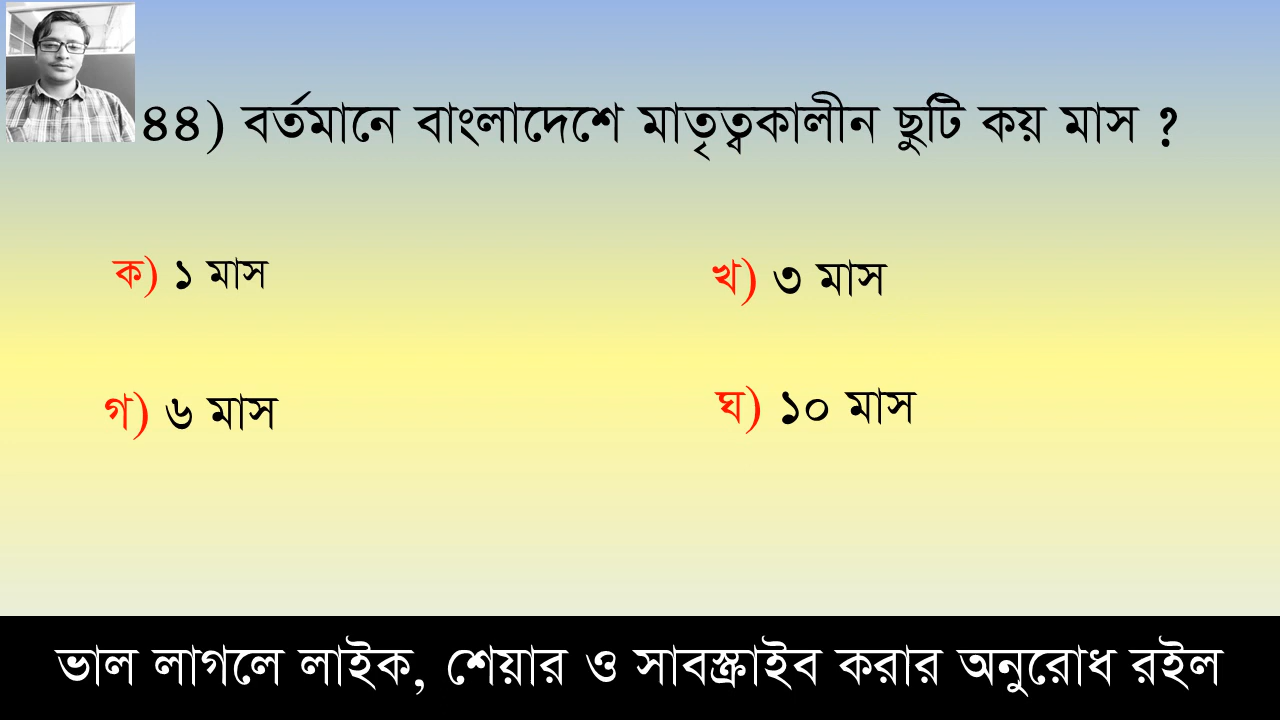 ৪৪) বর্তমানে বাংলাদেশে মাতৃত্বকালীন ছুটি কয় মাস ?
ক) ১ মাস
খ) ৩ মাস
গ) ৬ মাস
ঘ) ১০ মাস
ভাল লাগলে লাইক, শেয়ার ও সাবস্ক্রাইব করার অনুরোধ রইল